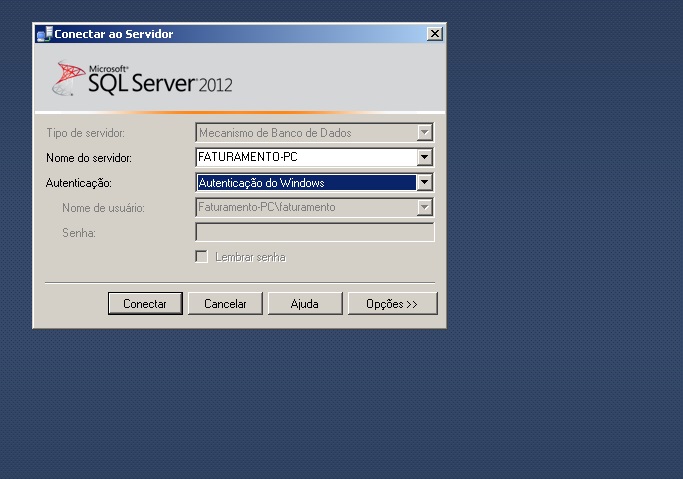 Conectar ao Servidor
Microsoft®
SQL Server® 2012
Tipo de servidor: Mecanismo de Banco de Dados
Nome do servidor: FATURAMENTO-PC
Autenticação: Autenticação do Windows
Nome de usuário: Faturamento-PC\faturamento
Senha:
Lembrar senha
Conectar Cancelar Ajuda Opções >>